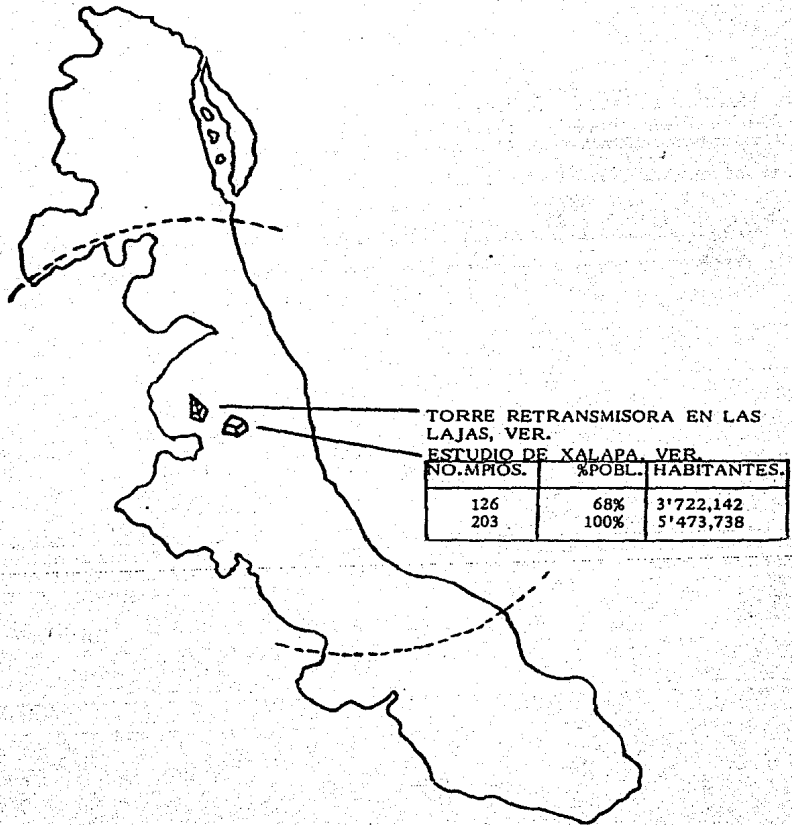 TORRE RETRANSMISORA EN LAS
LAJAS, VER.
ESTUDIO DE XALAPA, VER.
NO.MPIOS. %POBL. HABITANTES.
126 68% 3'722,142
203 100% 5'473,738